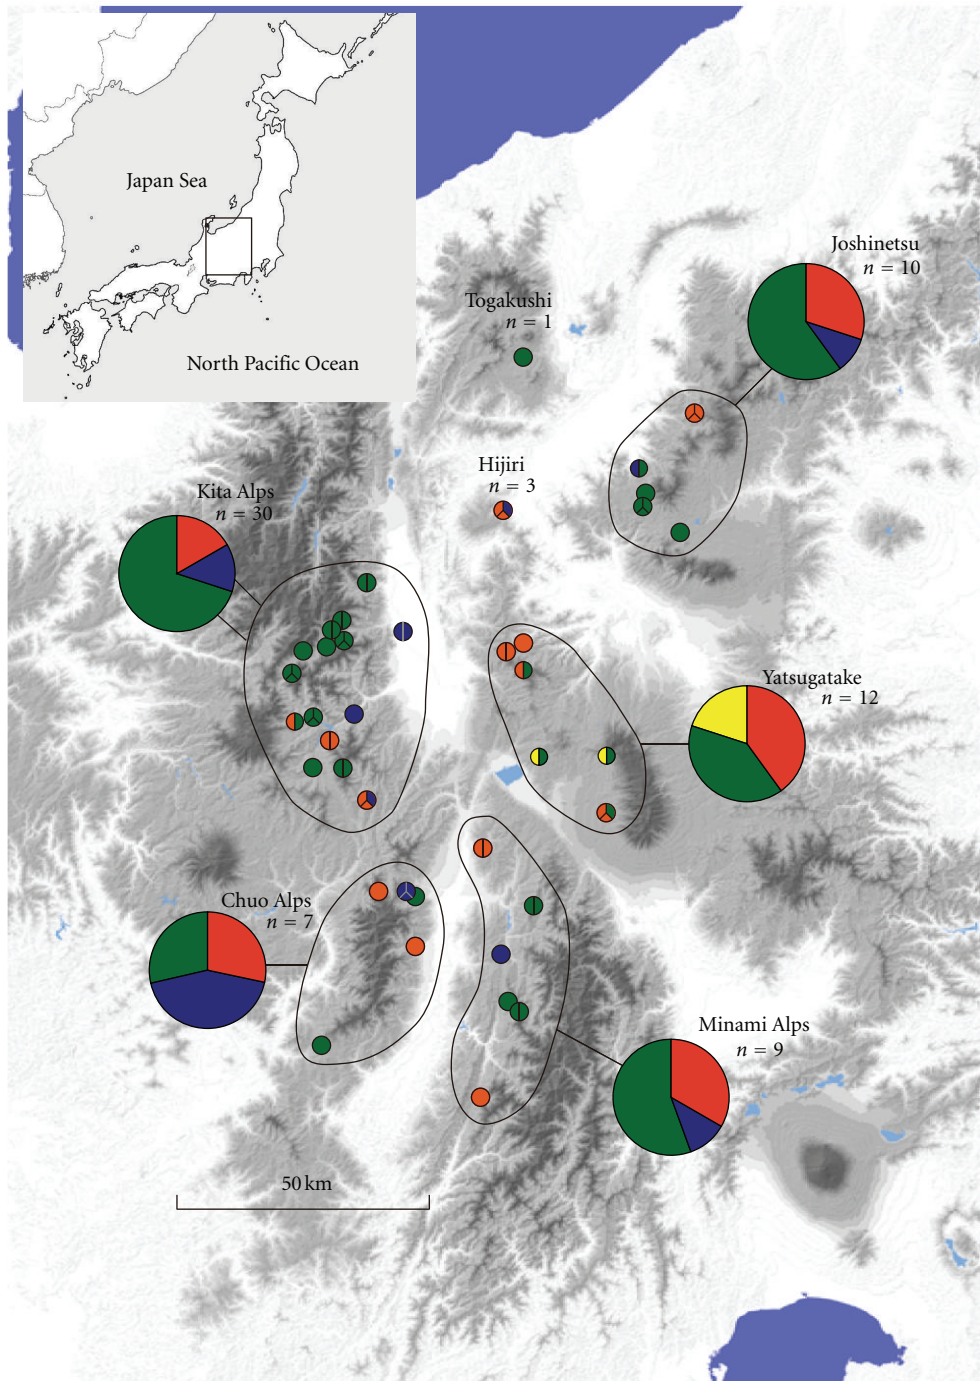 Japan Sea
North Pacific Ocean
Joshinetsu
n = 10
Togakushi
n = 1
Hijiri
n = 3
Kita Alps
n = 30
Yatsugatake
n = 12
Chuo Alps
n = 7
Minami Alps
n = 9
50 km